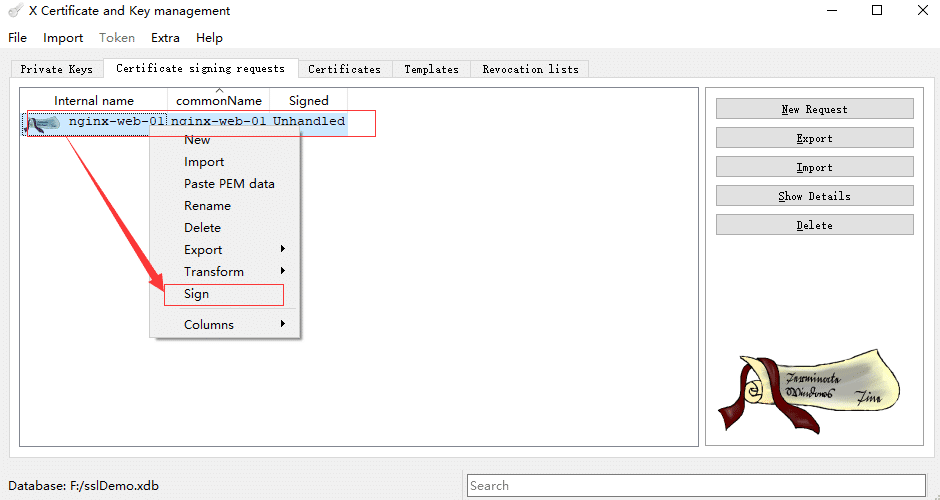 X Certificate and Key management
File Import Token Extra Help
Private Keys Certificate signing requests Certificates Templates Revocation lists
Internal name commonName Signed
nginx-web-01 nginx-web-01 Unhandled
New
Import
Paste PEM data
Rename
Delete
Export
Transform
Sign
Columns
New Request
Export
Import
Show Details
Delete
Terminate
Windows Fine
Database: F:/sslDemo.xdb
Search